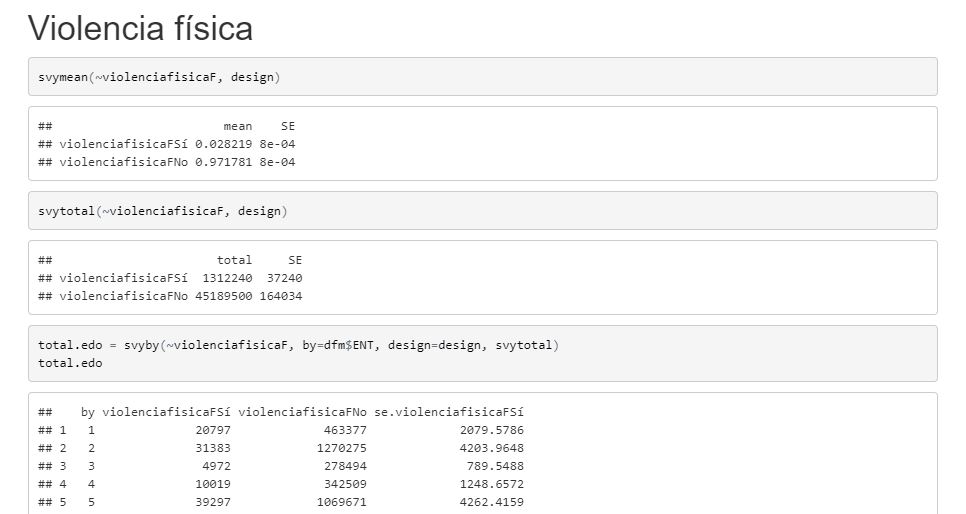 Violencia física
svymean(~violenciafisicaF, design)
##                        mean    SE
## violenciafisicaFSí 0.028219 8e-04
## violenciafisicaFNo 0.971781 8e-04
svytotal(~violenciafisicaF, design)
##                       total     SE
## violenciafisicaFSí  1312240  37240
## violenciafisicaFNo 45189500 164034
total.edo = svyby(~violenciafisicaF, by=dfm$ENT, design=design, svytotal)
total.edo
##    by violenciafisicaFSí violenciafisicaFNo se.violenciafisicaFSí
## 1   1              20797             463377             2079.5786
## 2   2              31383            1270275             4203.9648
## 3   3               4972             278494              789.5488
## 4   4              10019             342509             1248.6572
## 5   5              39297            1069671             4262.4159